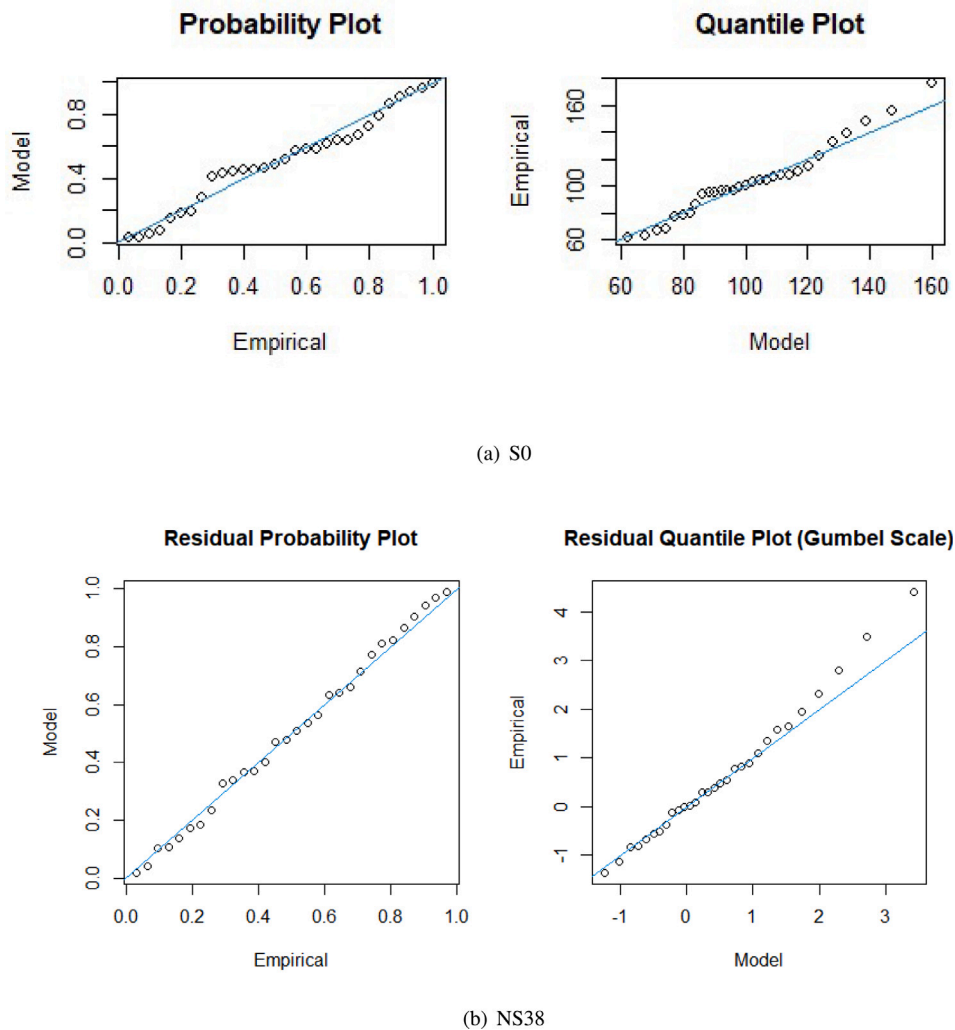 Probability Plot
Quantile Plot
Model
0.0 0.4 0.8
0.0 0.2 0.4 0.6 0.8 1.0
Empirical
Empirical
60 100 160
60 80 100 120 140 160
Model
(a) S0
Residual Probability Plot
Residual Quantile Plot (Gumbel Scale)
Model
0.0 0.2 0.4 0.6 0.8 1.0
0.0 0.2 0.4 0.6 0.8 1.0
Empirical
Empirical
-1 0 1 2 3 4
-1 0 1 2 3
Model
(b) NS38